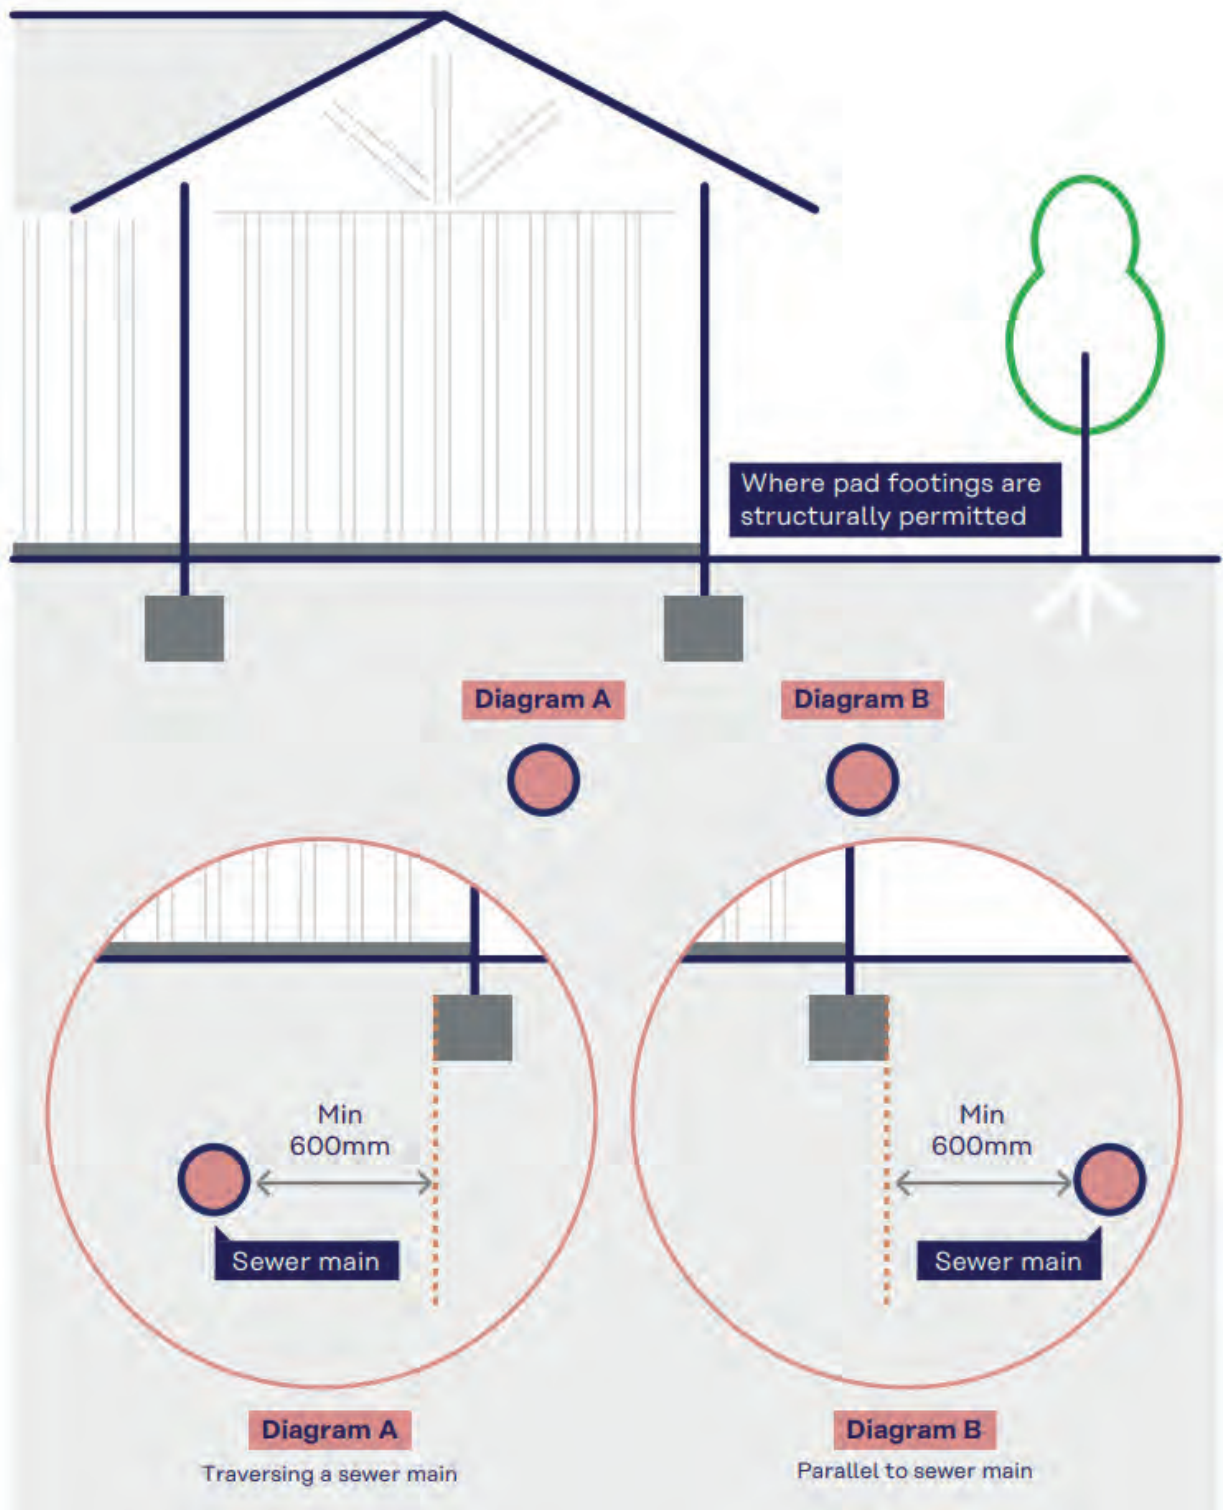 Where pad footings are
structurally permitted
Diagram A
Diagram B
Min
600mm
Sewer main
Min
600mm
Sewer main
Diagram A
Traversing a sewer main
Diagram B
Parallel to sewer main